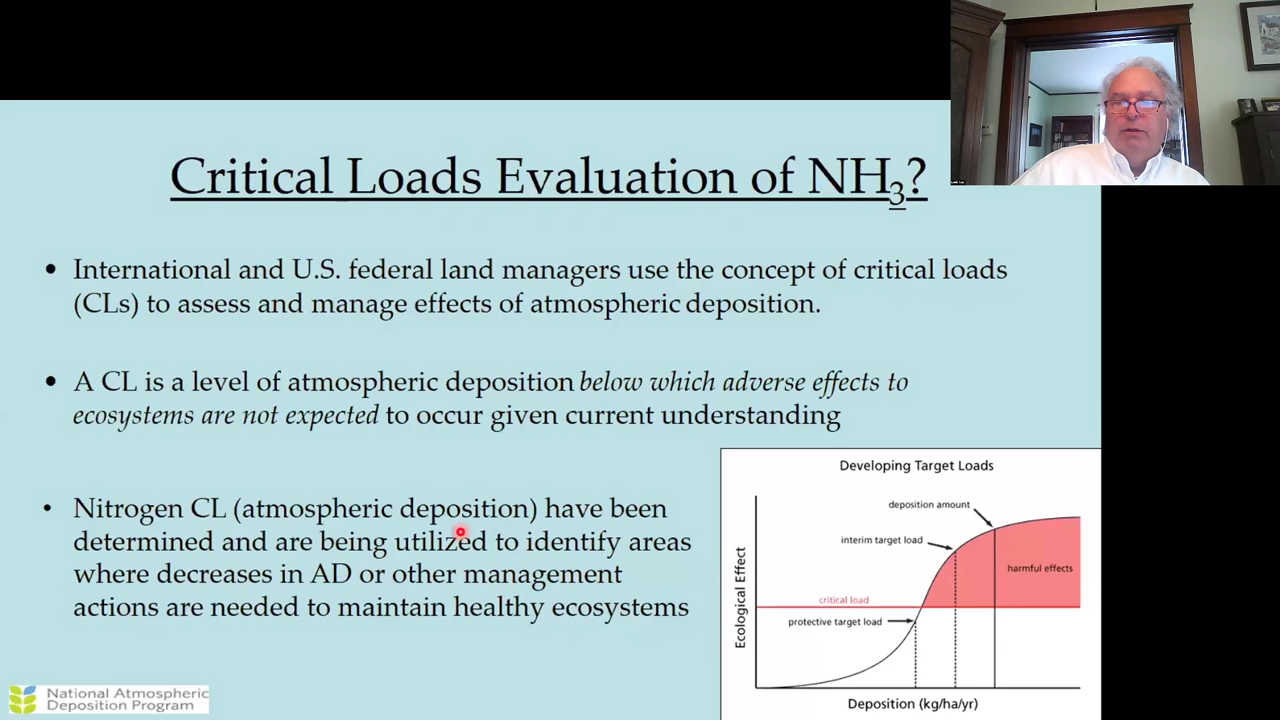 Critical Loads Evaluation of NH3?
• International and U.S. federal land managers use the concept of critical loads
(CLs) to assess and manage effects of atmospheric deposition.
• A CL is a level of atmospheric deposition below which adverse effects to
ecosystems are not expected to occur given current understanding
• Nitrogen CL (atmospheric deposition) have been
determined and are being utilized to identify areas
where decreases in AD or other management
actions are needed to maintain healthy ecosystems
Developing Target Loads
deposition amount
interim target load
harmful effects
critical load
protective target load
Ecological Effect
Deposition (kg/ha/yr)
National Atmospheric
Deposition Program